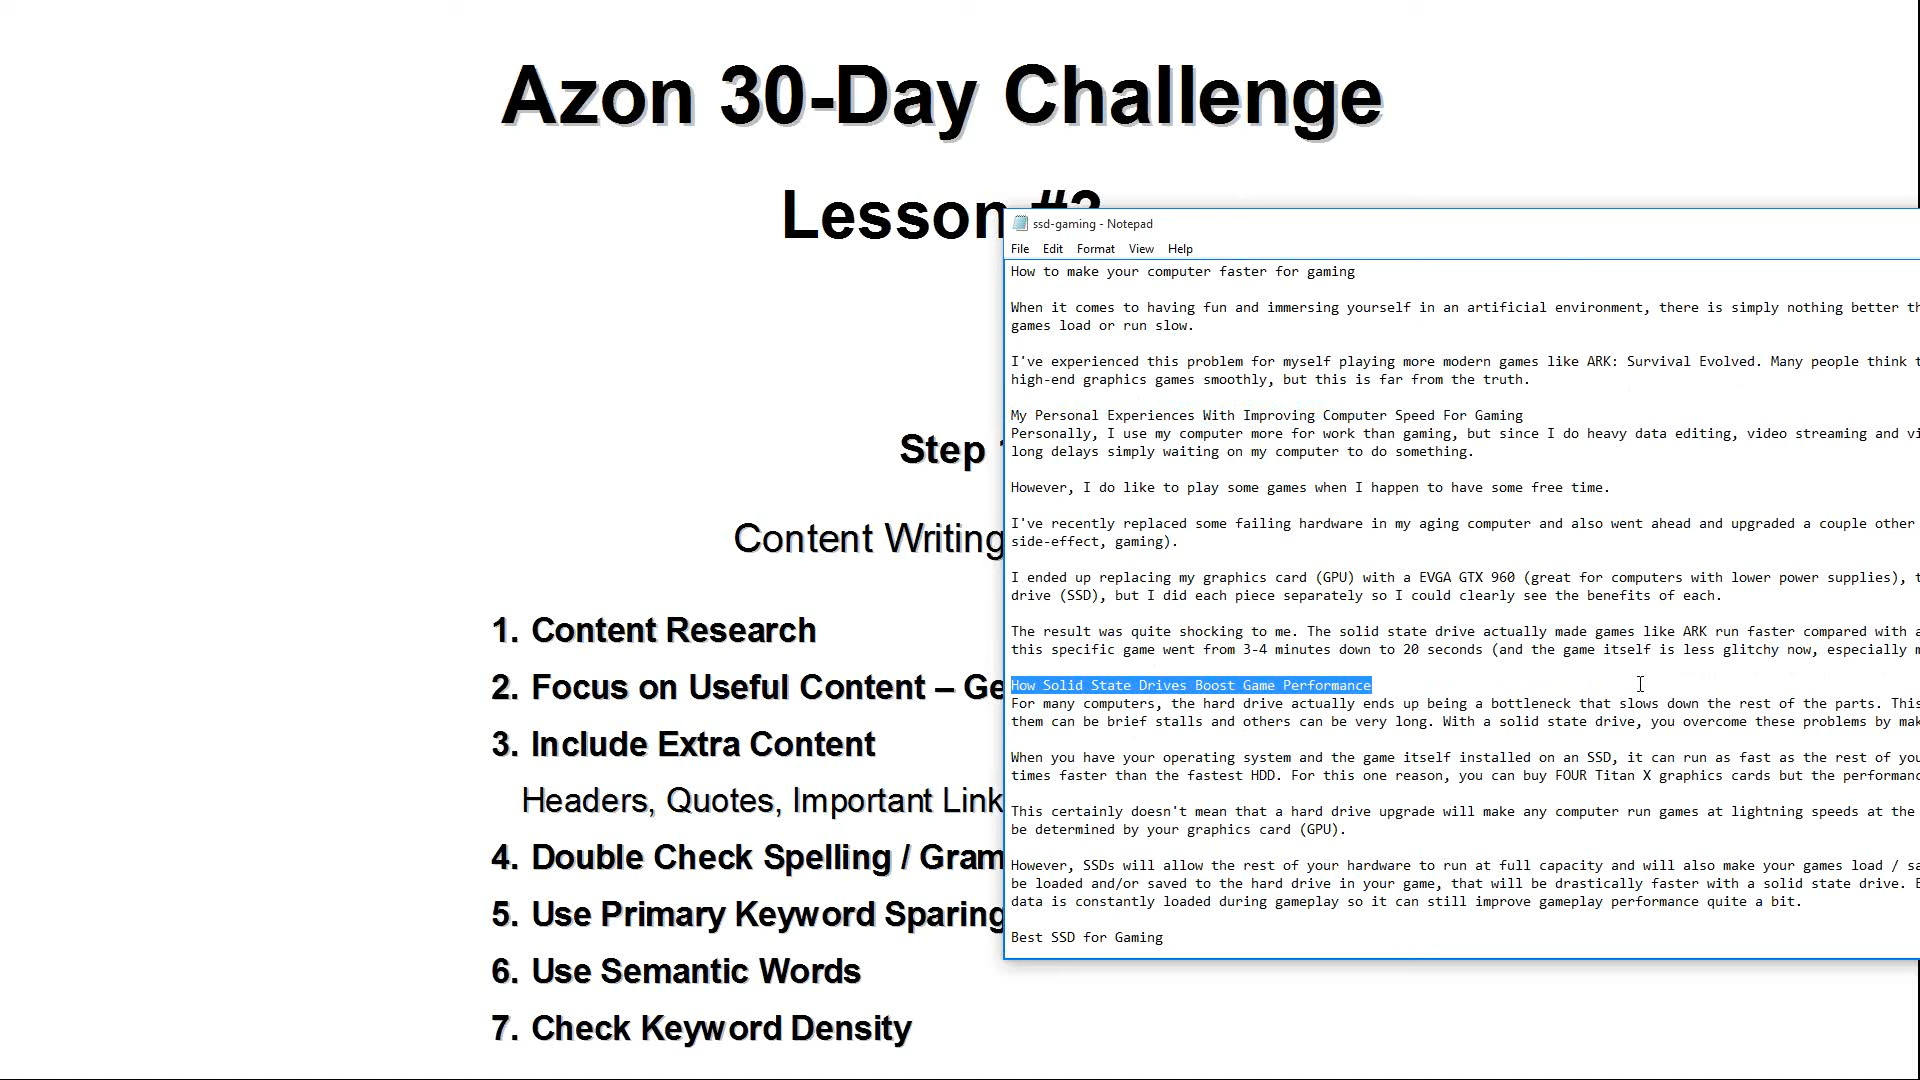 Azon 30-Day Challenge
Lesson
Step
Content Writing
1. Content Research
2. Focus on Useful Content –
3. Include Extra Content
Headers, Quotes, Important
4. Double Check Spelling /
5. Use Primary Keyword
6. Use Semantic Words
7. Check Keyword Density
ssd-gaming - Notepad
File Edit Format View Help
How to make your computer faster for gaming
When it comes to having fun and immersing yourself in an artificial environment, there is simply nothing better
games load or run slow.
I've experienced this problem for myself playing more modern games like ARK: Survival Evolved. Many people think
high-end graphics games smoothly, but this is far from the truth.
My Personal Experiences With Improving Computer Speed For Gaming
Personally, I use my computer more for work than gaming, but since I do heavy data editing, video streaming and
long delays simply waiting on my computer to do something.
However, I do like to play some games when I happen to have some free time.
I've recently replaced some failing hardware in my aging computer and also went ahead and upgraded a couple other
side-effect, gaming).
I ended up replacing my graphics card (GPU) with a EVGA GTX 960 (great for computers with lower power supplies),
drive (SSD), but I did each piece separately so I could clearly see the benefits of each.
The result was quite shocking to me. The solid state drive actually made games like ARK run faster compared with
this specific game went from 3-4 minutes down to 20 seconds (and the game itself is less glitchy now, especially
How Solid State Drives Boost Game Performance
For many computers, the hard drive actually ends up being a bottleneck that slows down the rest of the parts. This
them can be brief stalls and others can be very long. With a solid state drive, you overcome these problems by
When you have your operating system and the game itself installed on an SSD, it can run as fast as the rest of
times faster than the fastest HDD. For this one reason, you can buy FOUR Titan X graphics cards but the
This certainly doesn't mean that a hard drive upgrade will make any computer run games at lightning speeds at the
be determined by your graphics card (GPU).
However, SSDs will allow the rest of your hardware to run at full capacity and will also make your games load /
be loaded and/or saved to the hard drive in your game, that will be drastically faster with a solid state drive.
data is constantly loaded during gameplay so it can still improve gameplay performance quite a bit.
Best SSD for Gaming